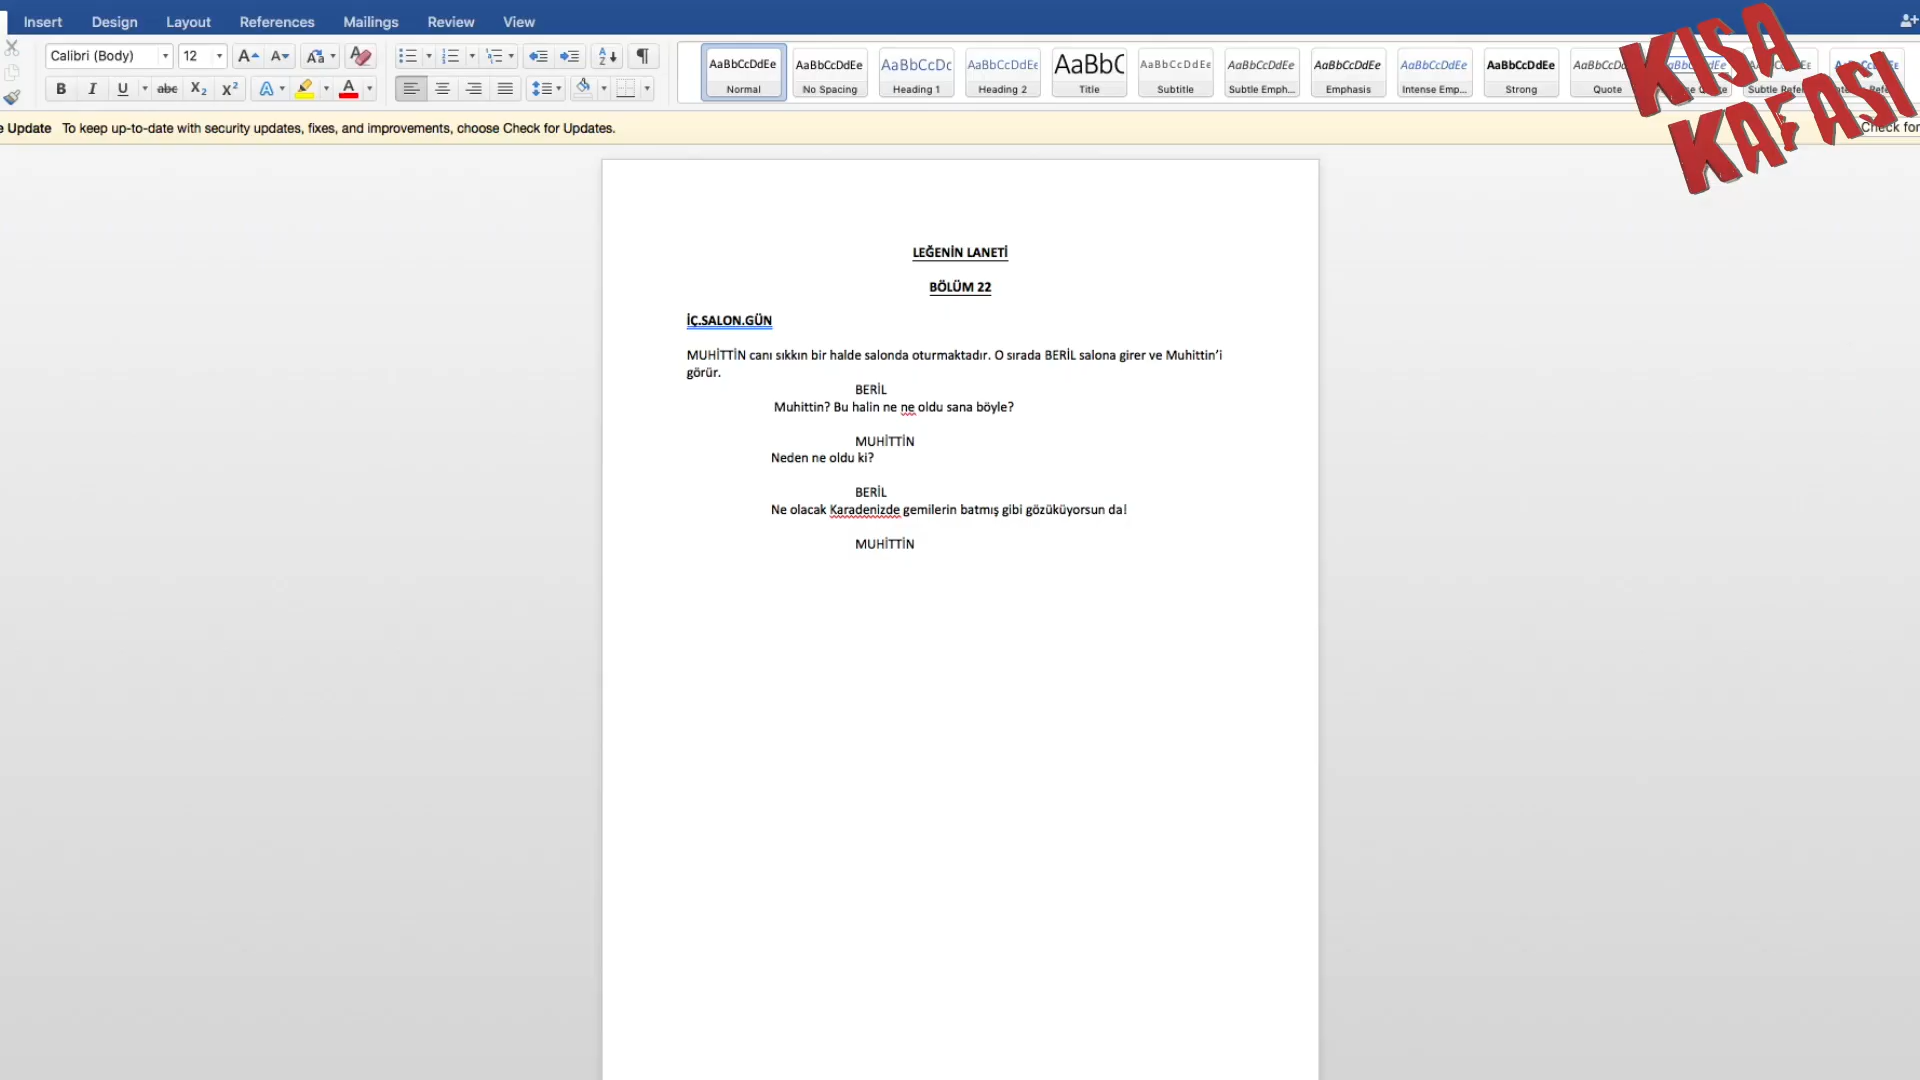 Insert Design Layout References Mailings Review View
Calibri (Body) 12
AaBbCcDdEe AaBbCcDdEe AaBbCcDc AaBbCcDdEe AaBbC AaBbCcDdEe AaBbCcDdEe AaBbCcDdEe AaBbCcDdEe AaBbCcDdEe
Normal No Spacing Heading 1 Heading 2 Title Subtitle Subtle Emph... Emphasis Intense Emp... Strong Quote
B I U abc X₂ X² A A
KISA
KAFASI
e Update To keep up-to-date with security updates, fixes, and improvements, choose Check for Updates.
Check for
LEĞENİN LANETİ
BÖLÜM 22
İÇ.SALON.GÜN
MUHİTTİN canı sıkkın bir halde salonda oturmaktadır. O sırada BERİL salona girer ve Muhittin’i
görür.
BERİL
Muhittin? Bu halin ne ne oldu sana böyle?
MUHİTTİN
Neden ne oldu ki?
BERİL
Ne olacak Karadenizde gemilerin batmış gibi gözüküyorsun da!
MUHİTTİN